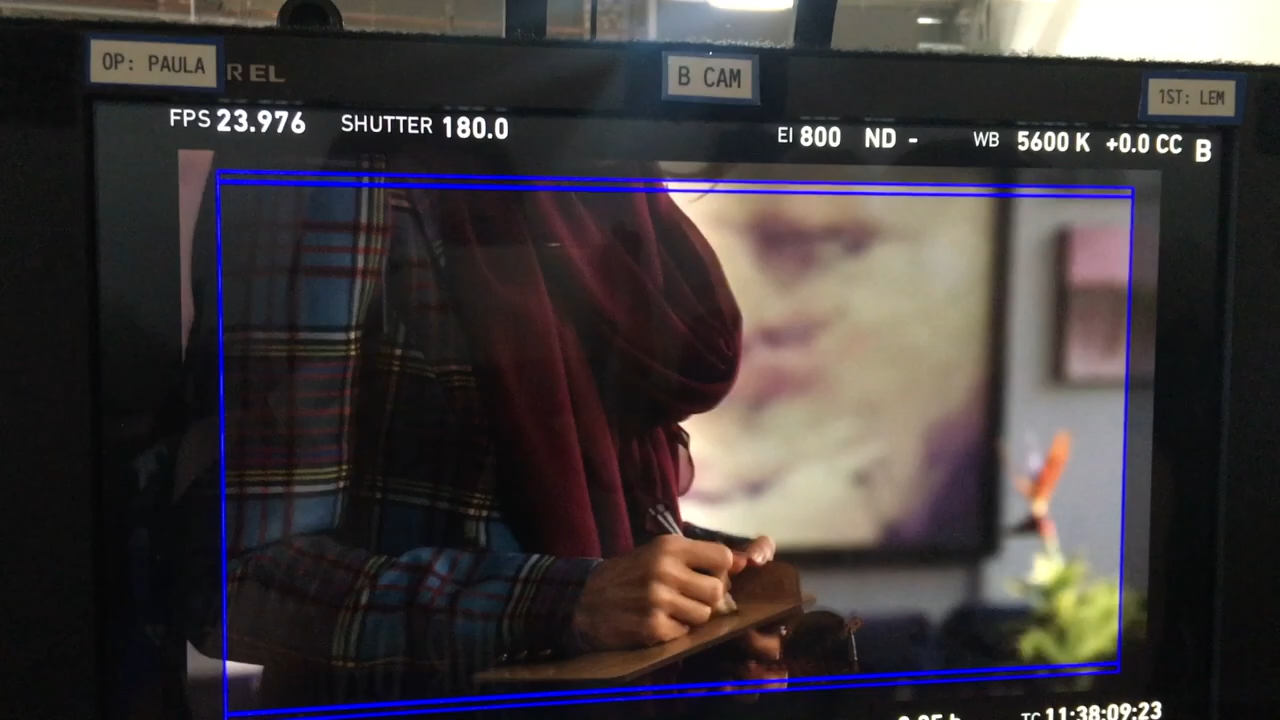 OP: PAULA
REL
B CAM
1ST: LEM
FPS 23.976 SHUTTER 180.0 EI 800 ND - WB 5600 K +0.0 CC B
TC 11:38:09:23